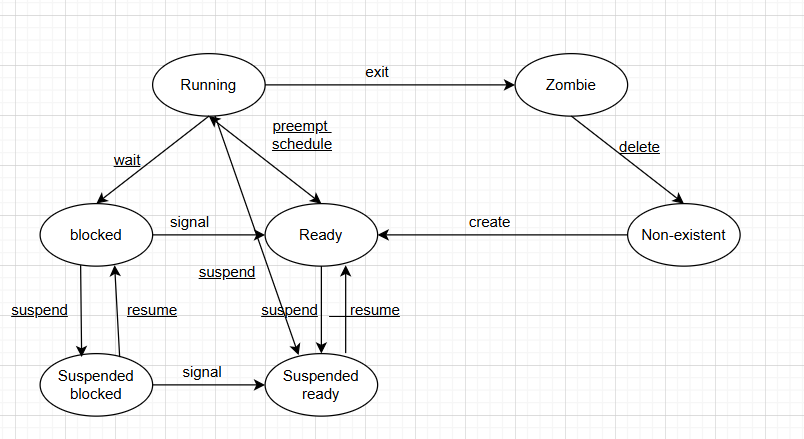 exit
Running
Zombie
preempt
schedule
wait
delete
signal
create
blocked
Ready
Non-existent
suspend
suspend
resume
suspend
resume
signal
Suspended
blocked
Suspended
ready